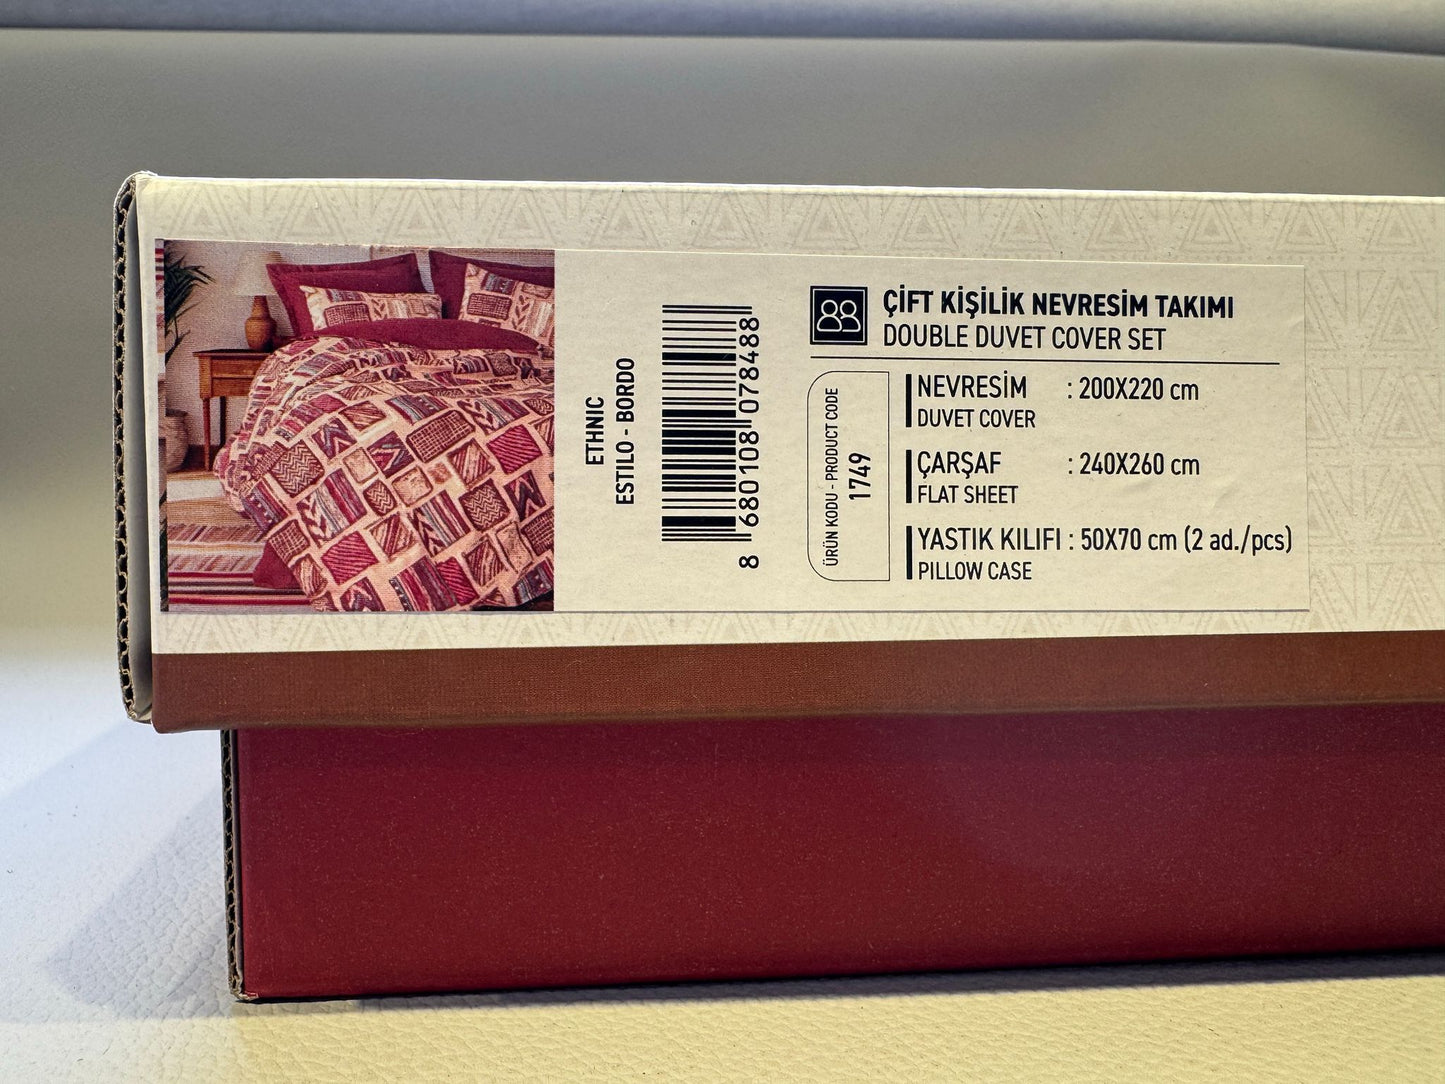 ETHNIC
ESTILO - BORDO
8 680108 078488
ÇİFT KİŞİLİK NEVRESİM TAKIMI
DOUBLE DUVET COVER SET
ÜRÜN KODU - PRODUCT CODE
1749
NEVRESİM : 200X220 cm
DUVET COVER
ÇARŞAF : 240X260 cm
FLAT SHEET
YASTIK KILIFI : 50X70 cm (2 ad./pcs)
PILLOW CASE